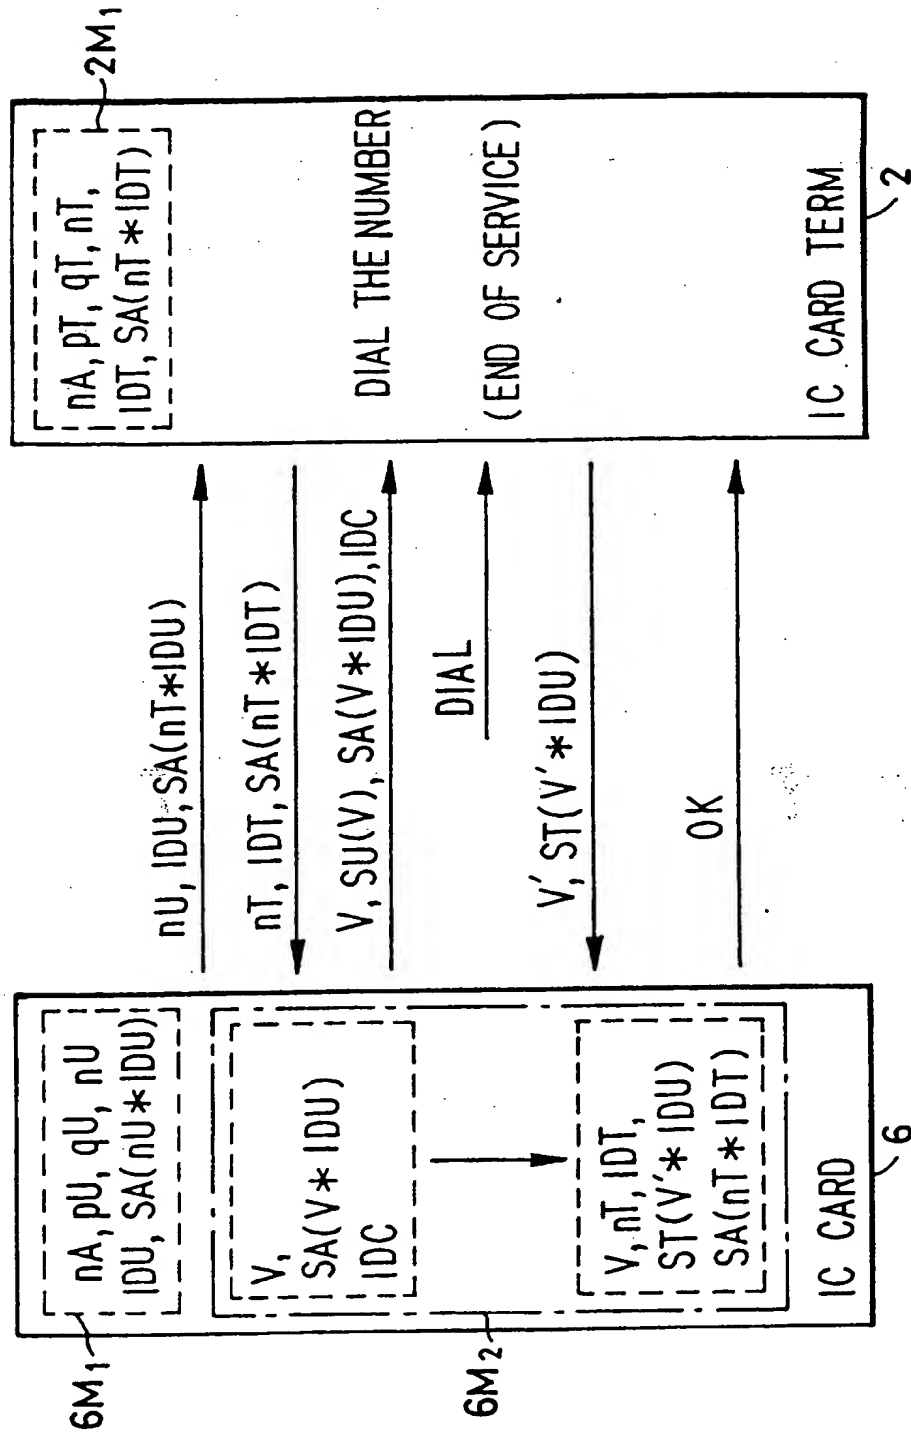 6M1
nA, pU, qU, nU
IDU, SA(nU*IDU)
6M2
V,
SA(V*IDU)
IDC
V, nT, IDT,
ST(V'*IDU)
SA(nT*IDT)
IC CARD
6
nU, IDU, SA(nT*IDU)
nT, IDT, SA(nT*IDT)
V, SU(V), SA(V*IDU), IDC
DIAL
V', ST(V'*IDU)
OK
2M1
nA, pT, qT, nT,
IDT, SA(nT*IDT)
DIAL THE NUMBER
(END OF SERVICE)
IC CARD TERM
2